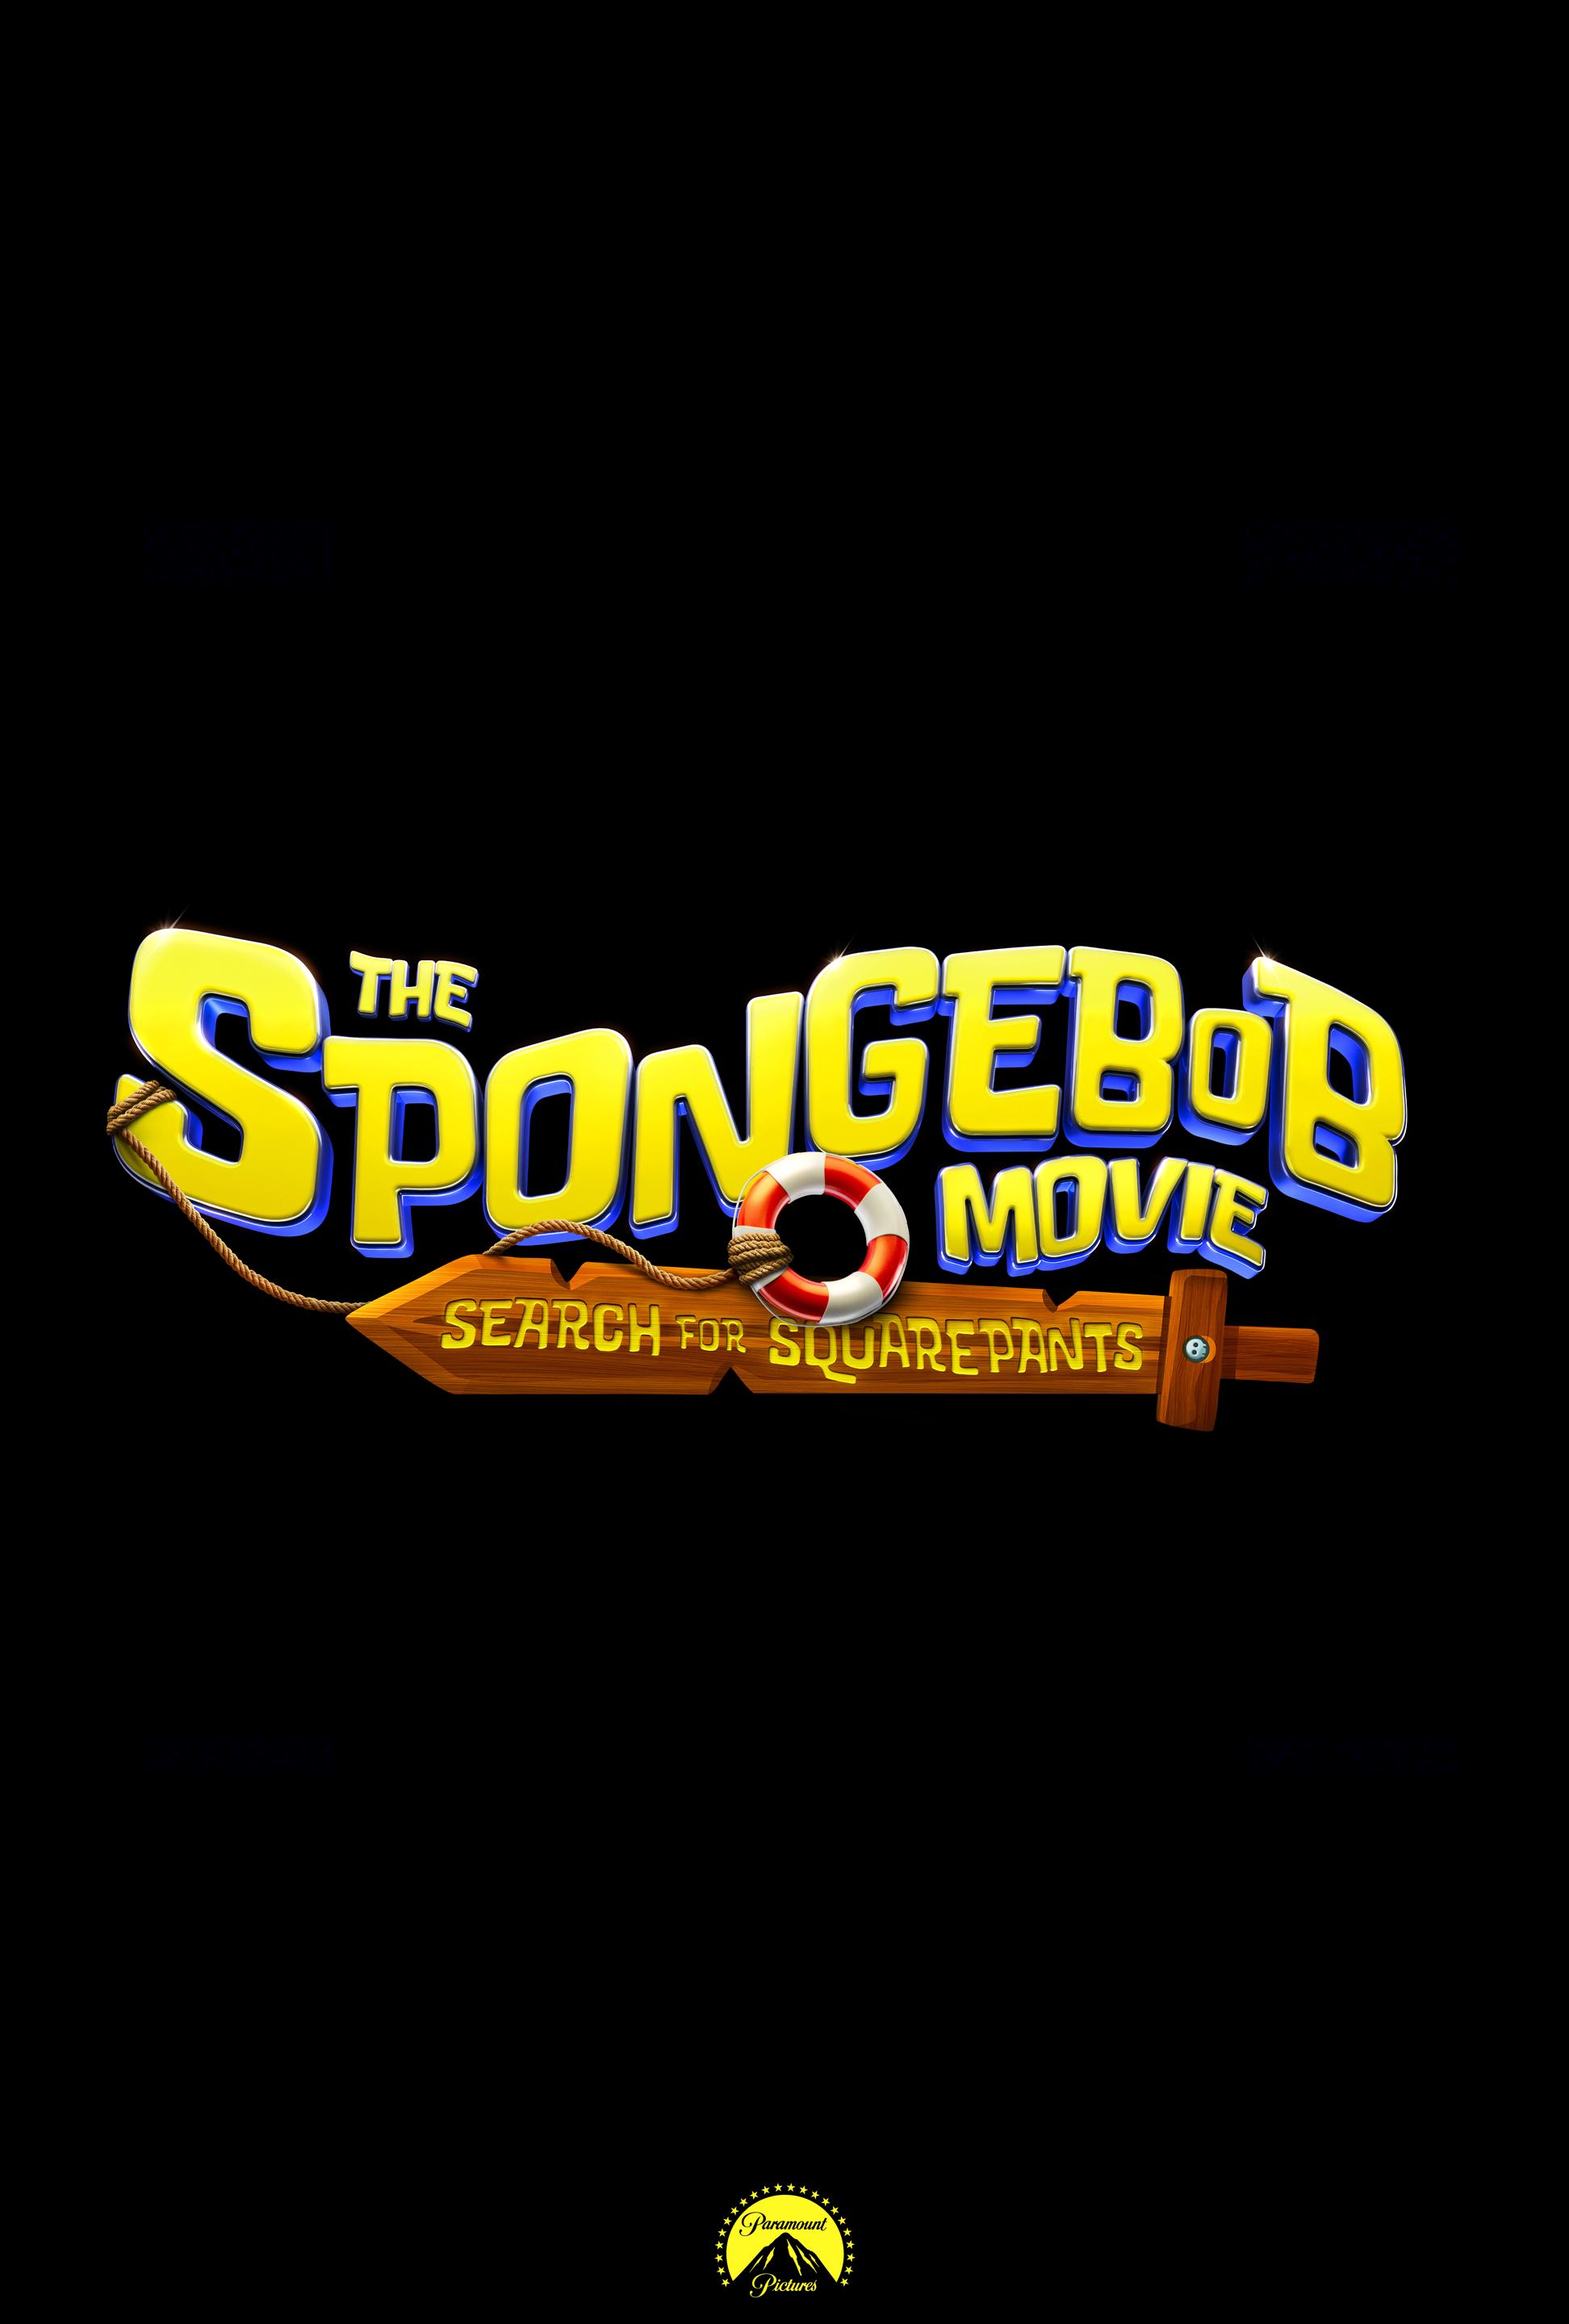 THE
SPONGEBOB
MOVIE
SEARCH FOR SQUAREPANTS
Paramount
Pictures